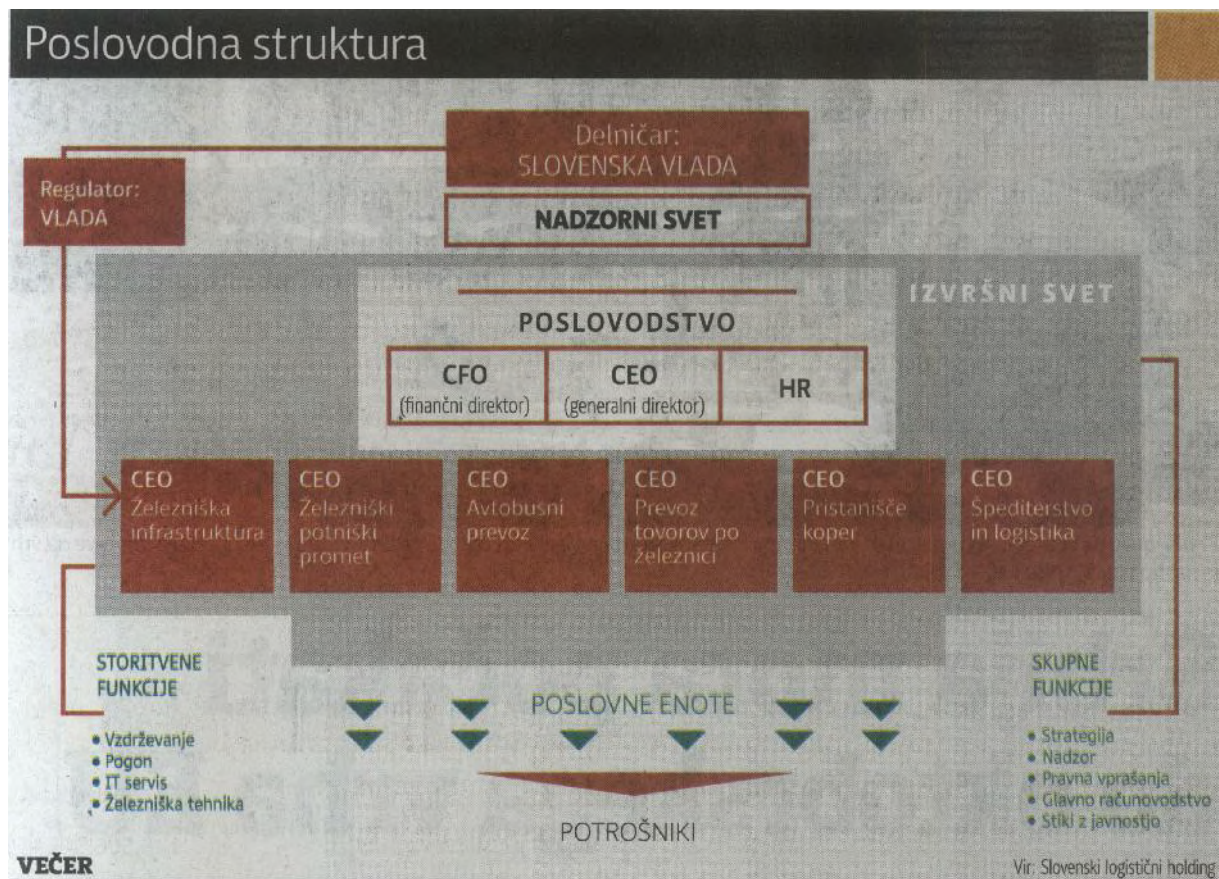 Poslovodna struktura
Delničar:
SLOVENSKA VLADA
Regulator:
VLADA
NADZORNI SVET
IZVRŠNI SVET
POSLOVODSTVO
CFO
(finančni direktor)
CEO
(generalni direktor)
HR
CEO
Železniška
infrastruktura
CEO
Železniški
potniški
promet
CEO
Avtobusni
prevoz
CEO
Prevoz
tovorov po
železnici
CEO
Pristanišče
koper
CEO
Špediterstvo
in logistika
STORITVENE
FUNKCIJE
• Vzdrževanje
• Pogon
• IT servis
• Železniška tehnika
POSLOVNE ENOTE
POTROŠNIKI
SKUPNE
FUNKCIJE
• Strategija
• Nadzor
• Pravna vprašanja
• Glavno računovodstvo
• Stiki z javnostjo
VEČER
Vir: Slovenski logistični holding